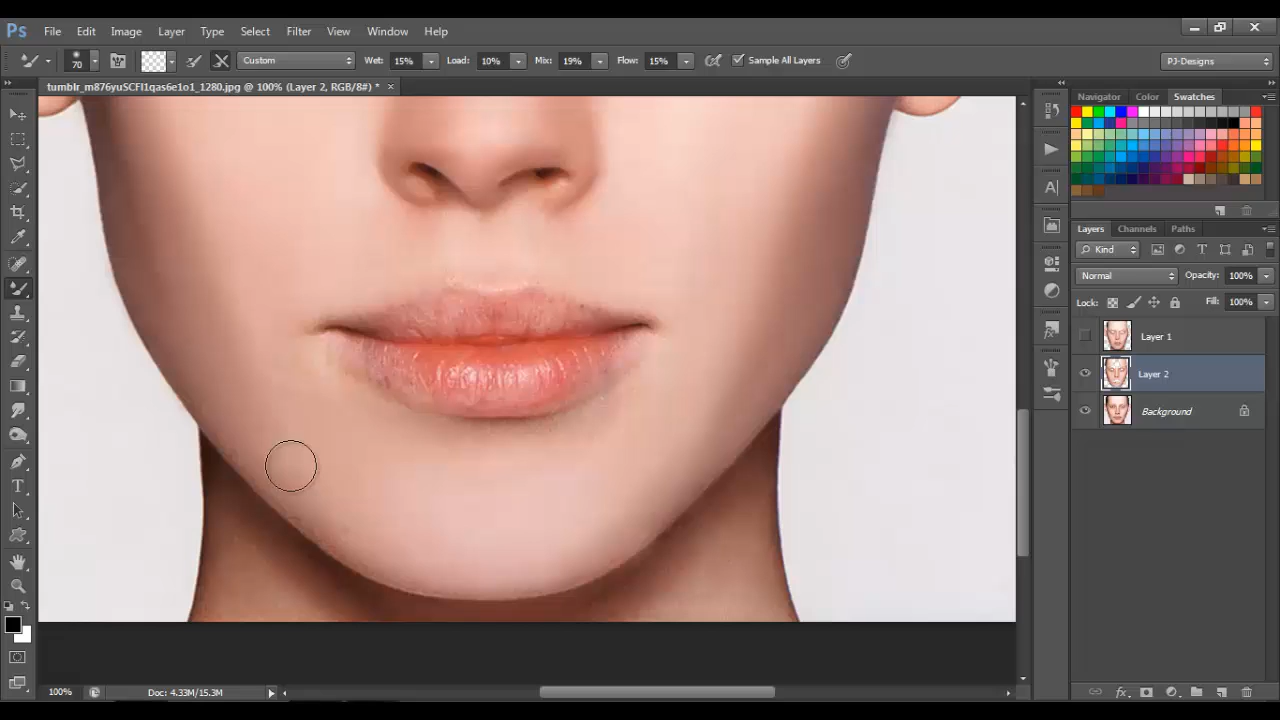 Ps File Edit Image Layer Type Select Filter View Window Help
70 Custom Wet: 15% Load: 10% Mix: 19% Flow: 15% Sample All Layers PJ-Designs
tumblr_m876yuSCFl1qas6e1o1_1280.jpg @ 100% (Layer 2, RGB/8#) * ×
Navigator Color Swatches
Layers Channels Paths
Kind
Normal Opacity: 100%
Lock: Fill: 100%
Layer 1
Layer 2
Background
100% Doc: 4.33M/15.3M